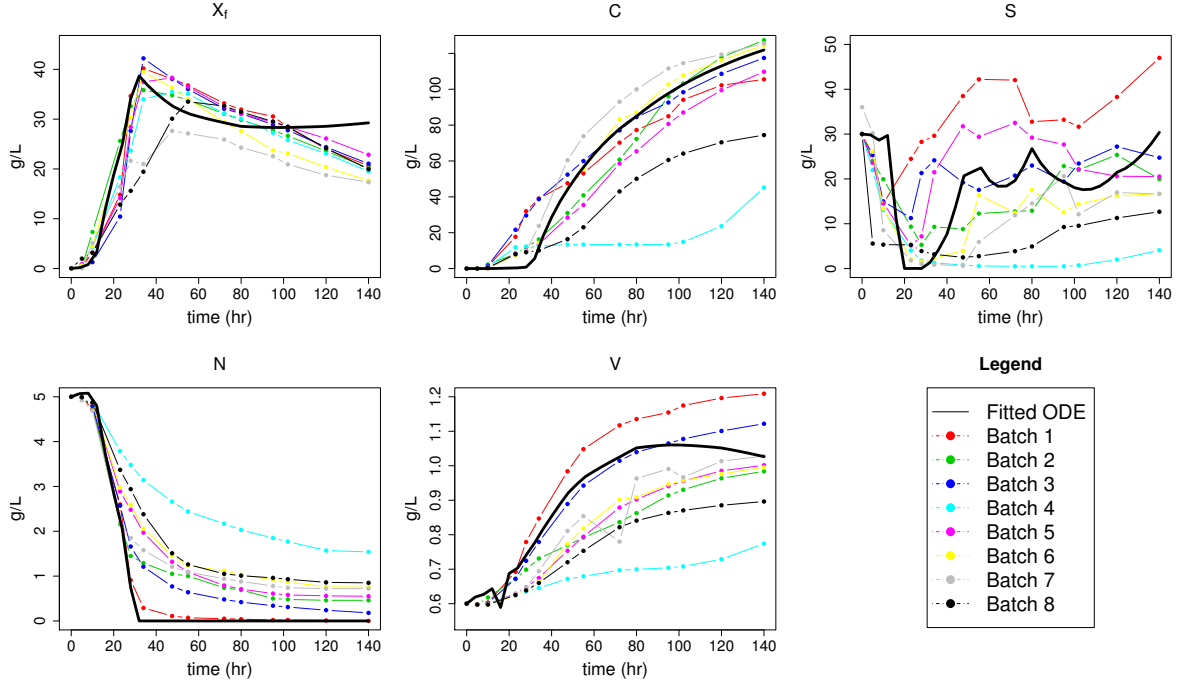 X_f
g/L
0 10 20 30 40
0 20 40 60 80 100 120 140
time (hr)
C
g/L
0 20 40 60 80 100
0 20 40 60 80 100 120 140
time (hr)
S
g/L
0 10 20 30 40 50
0 20 40 60 80 100 120 140
time (hr)
N
g/L
0 1 2 3 4 5
0 20 40 60 80 100 120 140
time (hr)
V
g/L
0.6 0.7 0.8 0.9 1.0 1.1 1.2
0 20 40 60 80 100 120 140
time (hr)
Legend
Fitted ODE
Batch 1
Batch 2
Batch 3
Batch 4
Batch 5
Batch 6
Batch 7
Batch 8